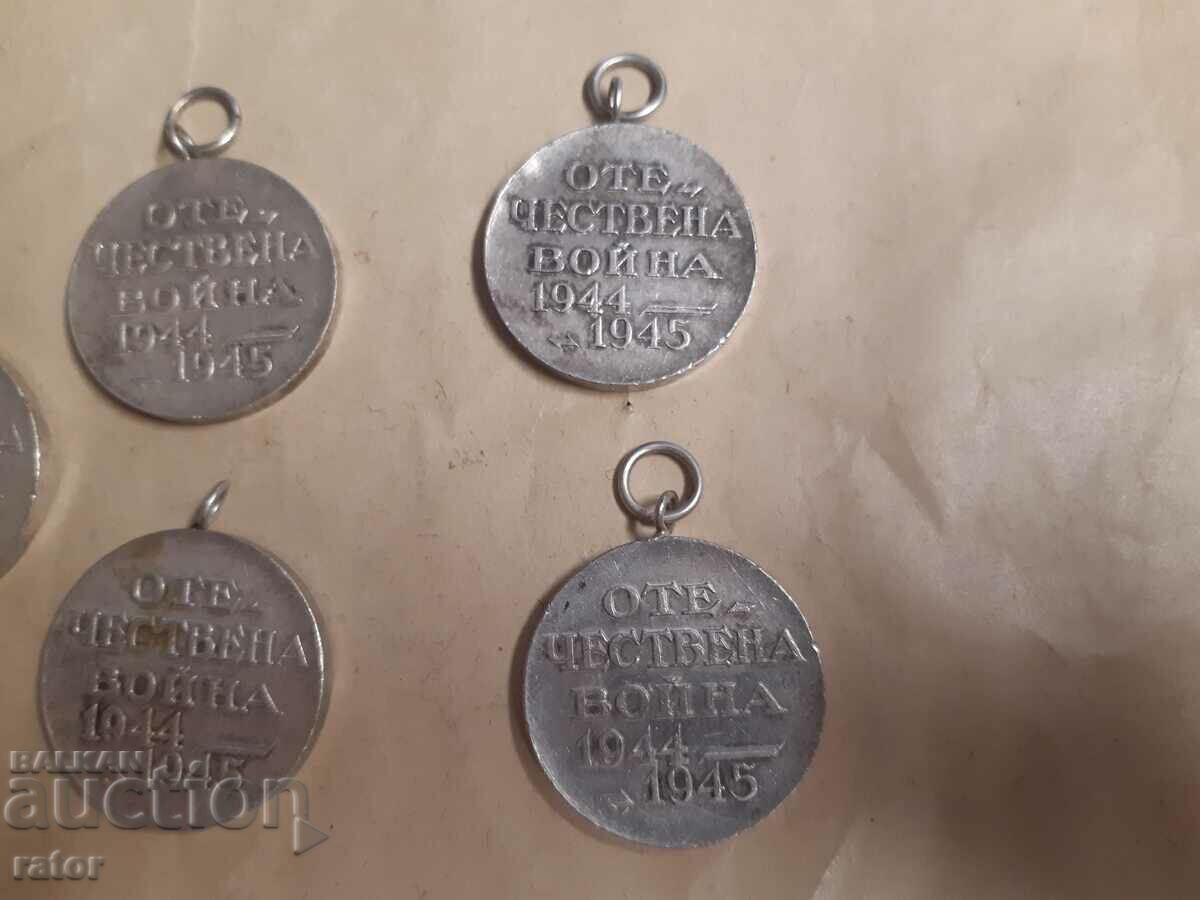 ОТЕ-
ЧЕСТВЕНА
ВОЙНА
1944 —
1945
ОТЕ-
ЧЕСТВЕНА
ВОЙНА
1944 —
1945
ОТЕ-
ЧЕСТВЕНА
ВОЙНА
1944 —
1945
ОТЕ-
ЧЕСТВЕНА
ВОЙНА
1944 —
1945
BALKAN
auction
rator